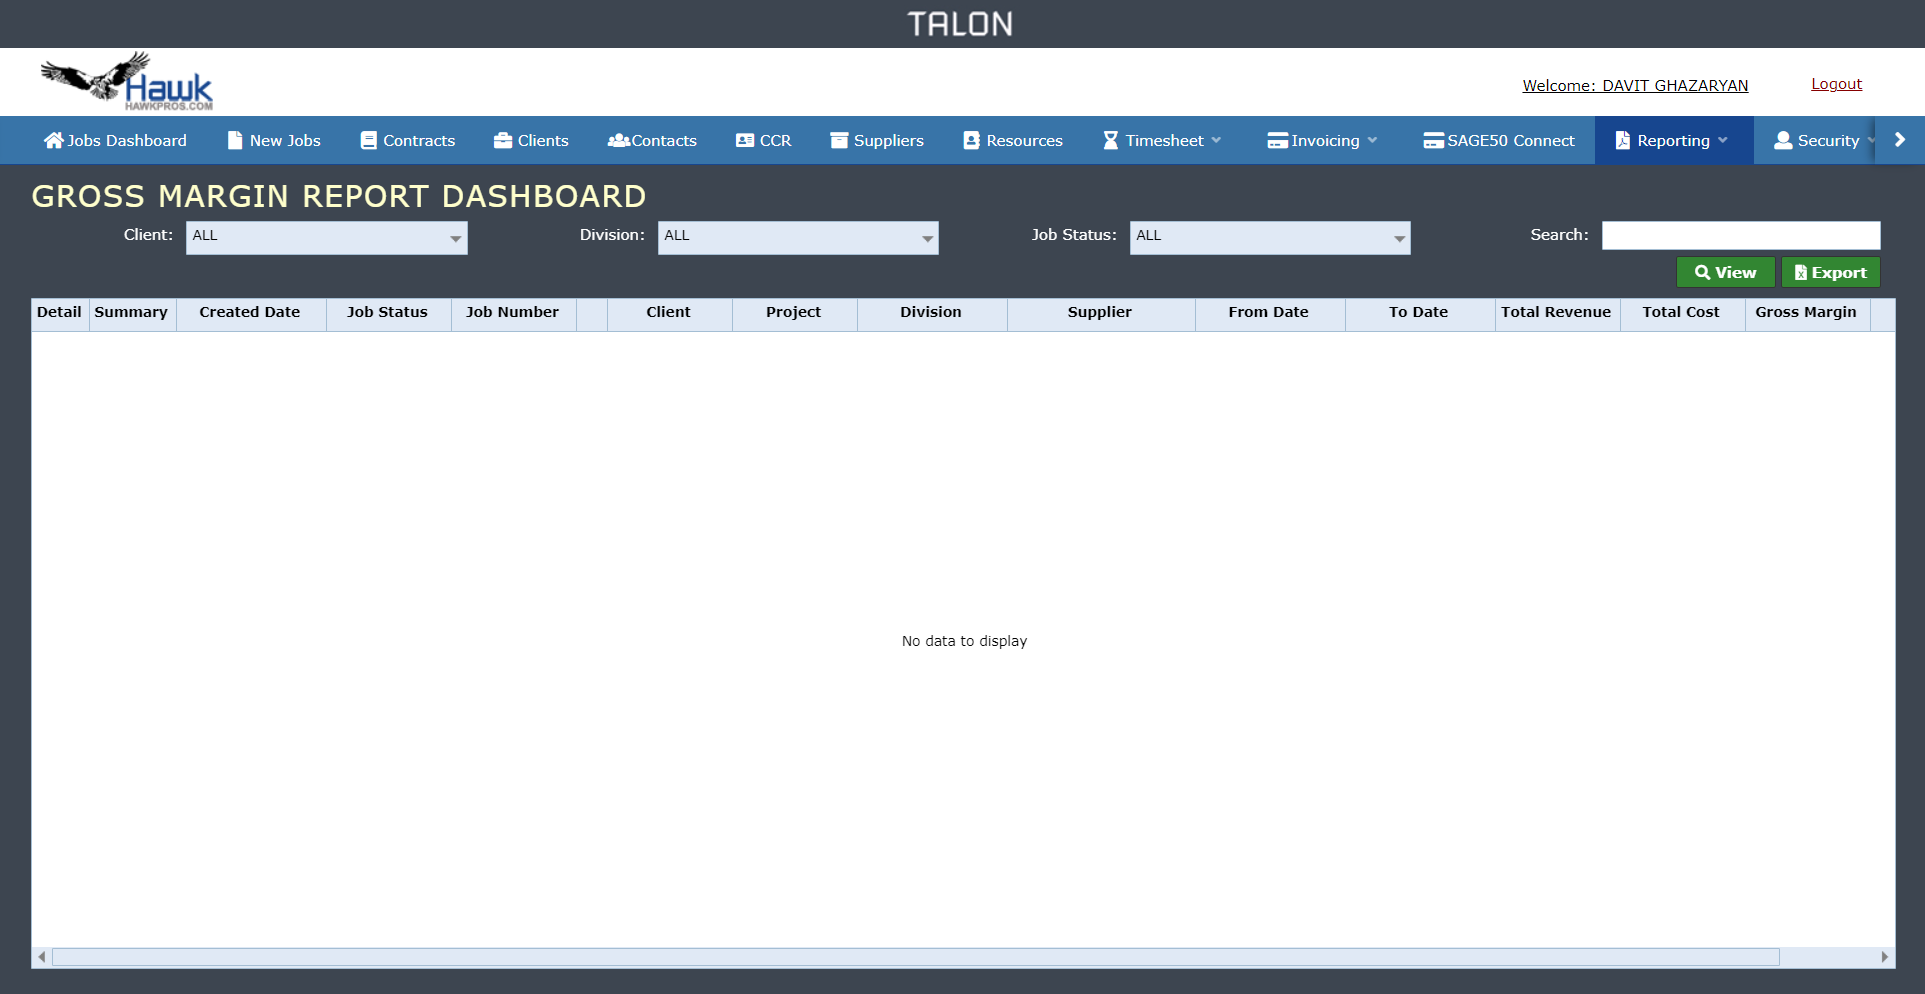 TALON
Hawk
HAWKPROS.COM
Welcome: DAVIT GHAZARYAN
Logout
Jobs Dashboard New Jobs Contracts Clients Contacts CCR Suppliers Resources Timesheet Invoicing SAGE50 Connect Reporting Security
GROSS MARGIN REPORT DASHBOARD
Client: ALL Division: ALL Job Status: ALL Search:
View Export
Detail Summary Created Date Job Status Job Number Client Project Division Supplier From Date To Date Total Revenue Total Cost Gross Margin
No data to display